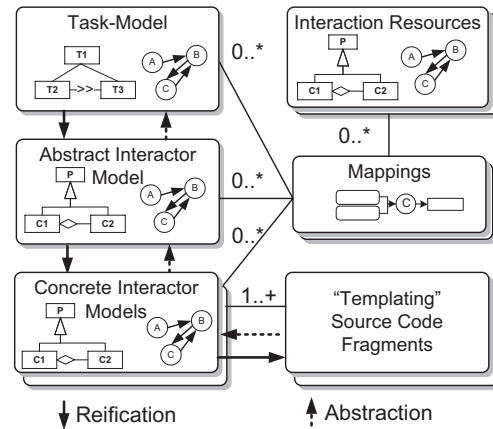 Task-Model
T1
T2
>>
T3
A
B
C
0..*
Interaction Resources
P
C1
C2
A
B
C
0..*
Abstract Interactor
Model
P
C1
C2
A
B
C
0..*
Mappings
C
0..*
Concrete Interactor
Models
P
C1
C2
A
B
C
1..+
“Templating”
Source Code
Fragments
Reification
Abstraction